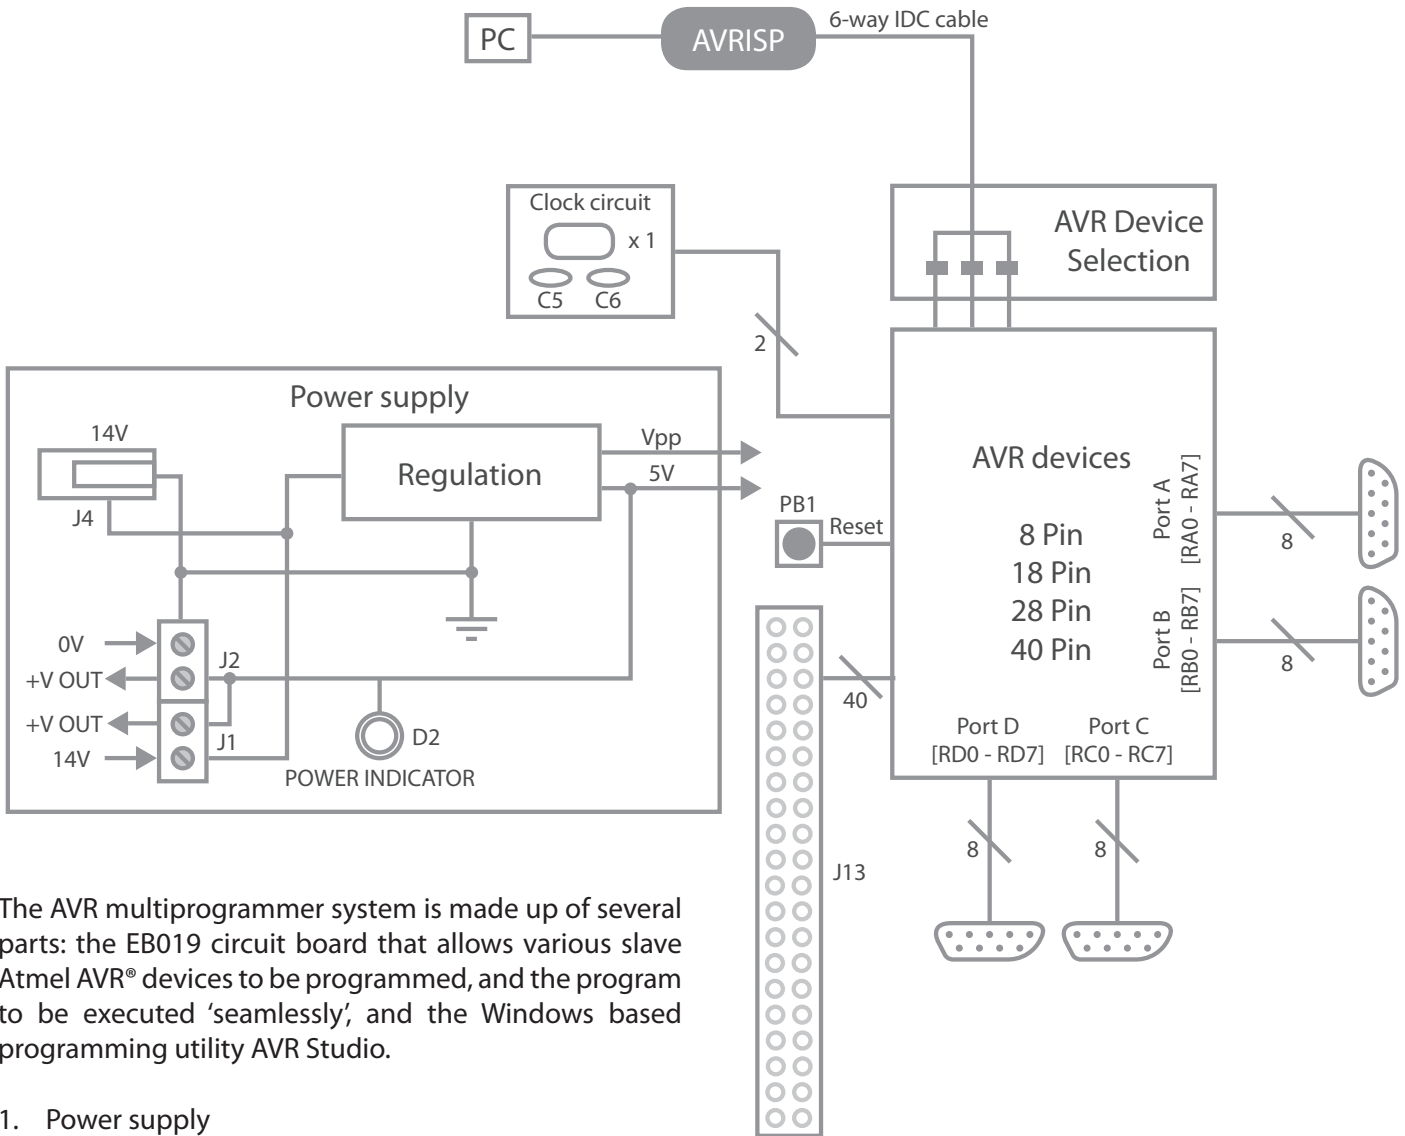 PC
AVRISP
6-way IDC cable
Clock circuit
x 1
C5
C6
AVR Device
Selection
2
Power supply
14V
J4
Regulation
Vpp
5V
PB1
Reset
AVR devices
8 Pin
18 Pin
28 Pin
40 Pin
Port A
[RA0 - RA7]
8
Port B
[RB0 - RB7]
8
0V
+V OUT
J2
+V OUT
14V
J1
D2
POWER INDICATOR
40
Port D
[RD0 - RD7]
Port C
[RC0 - RC7]
8
8
J13
The AVR multiprogrammer system is made up of several
parts: the EB019 circuit board that allows various slave
Atmel AVR® devices to be programmed, and the program
to be executed ‘seamlessly’, and the Windows based
programming utility AVR Studio.
1. Power supply